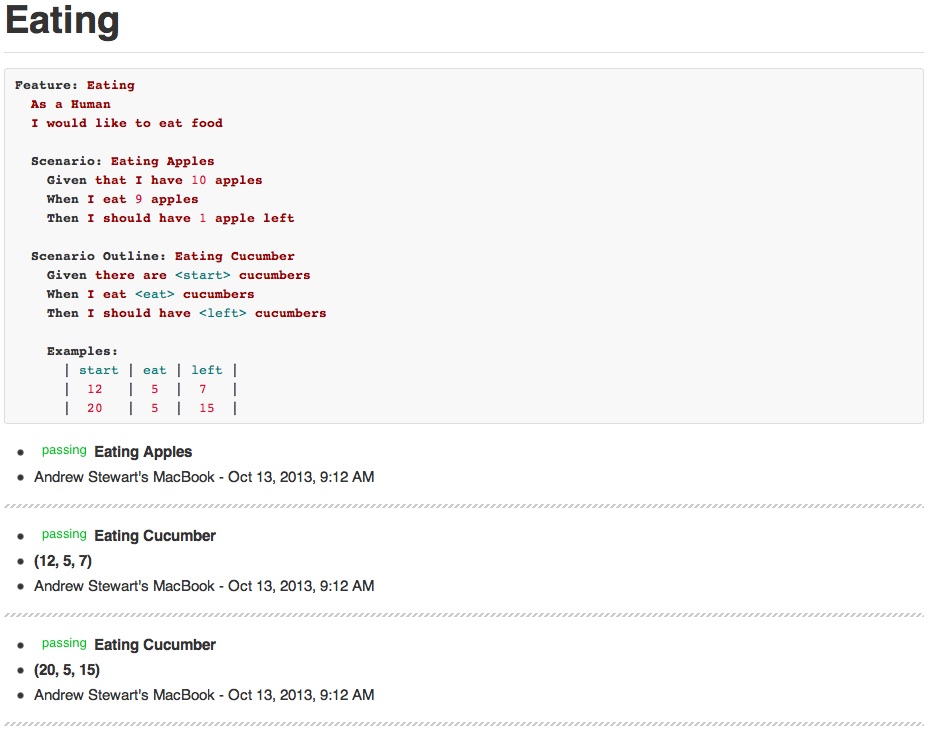 Eating
Feature: Eating
As a Human
I would like to eat food
Scenario: Eating Apples
Given that I have 10 apples
When I eat 9 apples
Then I should have 1 apple left
Scenario Outline: Eating Cucumber
Given there are <start> cucumbers
When I eat <eat> cucumbers
Then I should have <left> cucumbers
Examples:
| start | eat | left |
| 12 | 5 | 7 |
| 20 | 5 | 15 |
passing Eating Apples
Andrew Stewart's MacBook - Oct 13, 2013, 9:12 AM
passing Eating Cucumber
(12, 5, 7)
Andrew Stewart's MacBook - Oct 13, 2013, 9:12 AM
passing Eating Cucumber
(20, 5, 15)
Andrew Stewart's MacBook - Oct 13, 2013, 9:12 AM